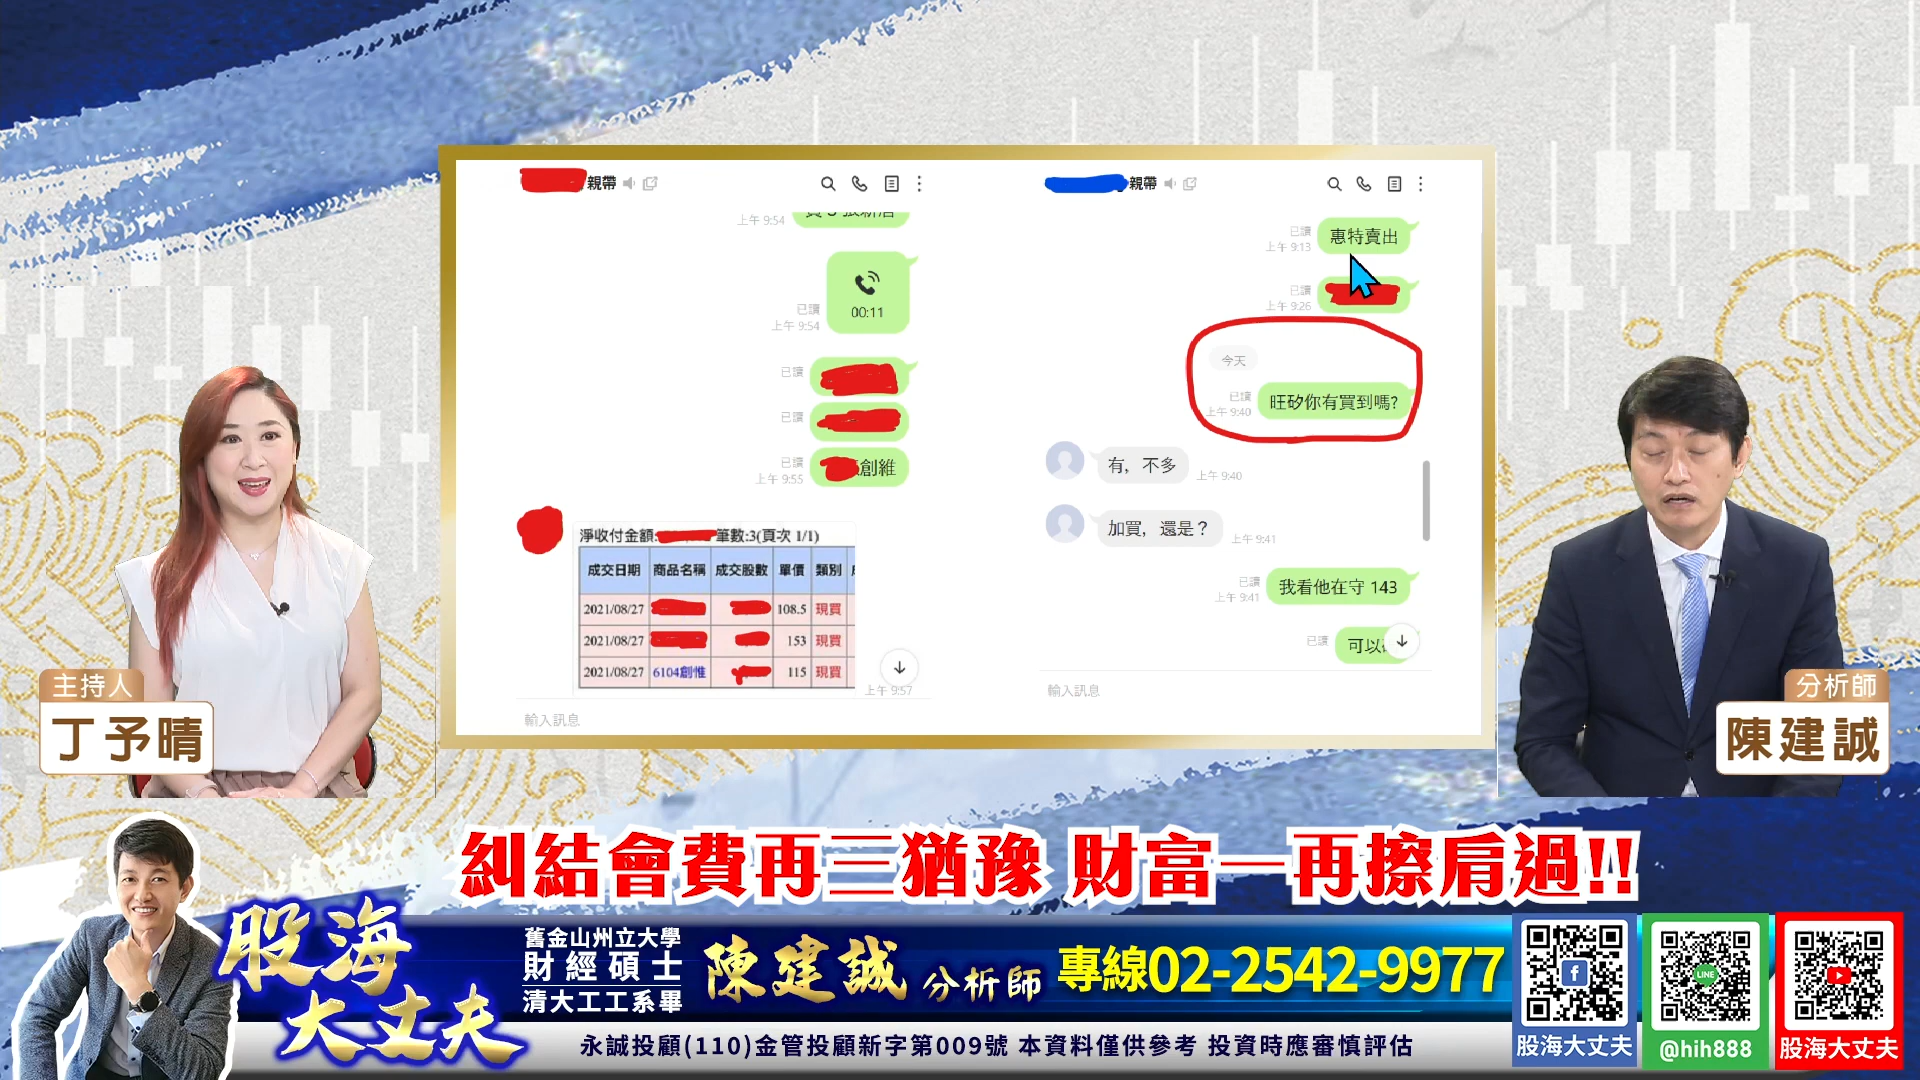 親帶
上午 9:54
已讀
上午 9:54
00:11
已讀
已讀
已讀
上午 9:55
創維
淨收付金額: 筆數:3(頁次 1/1)
成交日期 商品名稱 成交股數 單價 類別
2021/08/27 108.5 現買
2021/08/27 153 現買
2021/08/27 6104創惟 115 現買
上午 9:57
輸入訊息
親帶
已讀
上午 9:13
惠特賣出
已讀
上午 9:26
今天
已讀
上午 9:40
旺矽你有買到嗎?
有, 不多
上午 9:40
加買, 還是?
上午 9:41
已讀
上午 9:41
我看他在守 143
已讀
可以
輸入訊息
主持人
丁予晴
分析師
陳建誠
糾結會費再三猶豫 財富一再擦肩過!!
股海
大丈夫
舊金山州立大學
財經碩士
清大工工系畢
陳建誠 分析師
專線02-2542-9977
永誠投顧(110)金管投顧新字第009號 本資料僅供參考 投資時應審慎評估
股海大丈夫
LINE
@hih888
股海大丈夫